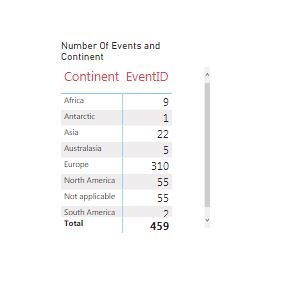 Number Of Events and
Continent
Continent EventID
Africa 9
Antarctic 1
Asia 22
Australasia 5
Europe 310
North America 55
Not applicable 55
South America 2
Total 459